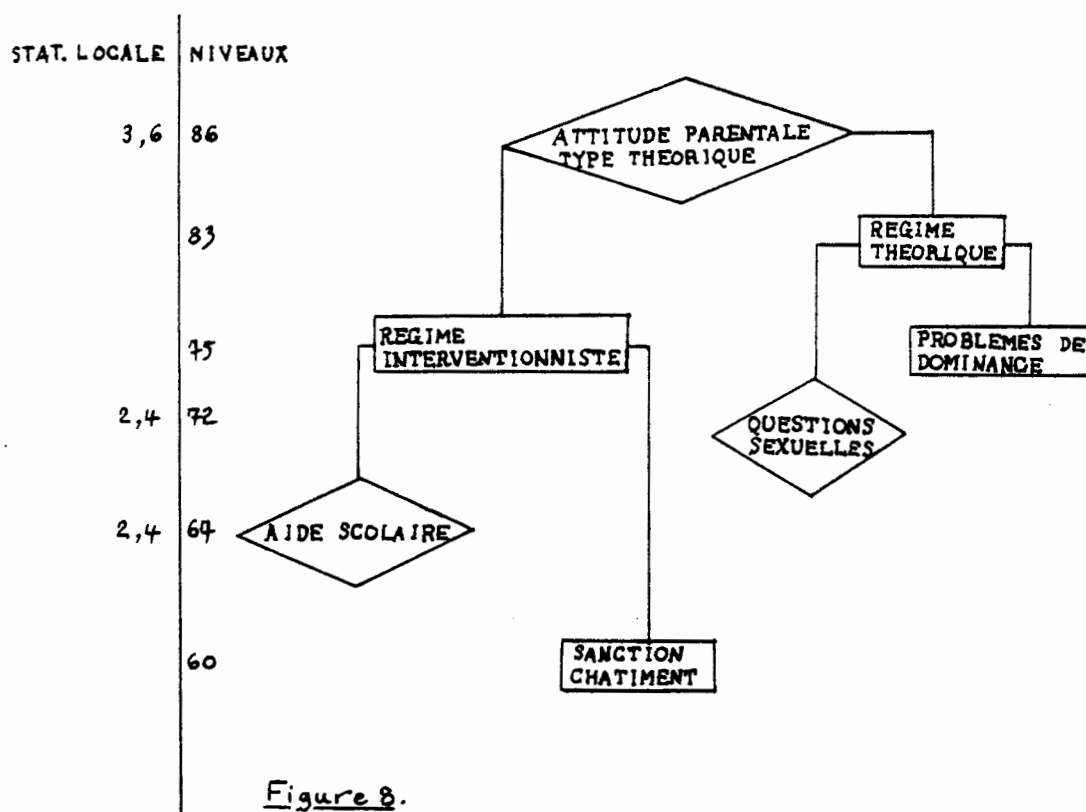 STAT. LOCALE NIVEAUX
3,6 86
ATTITUDE PARENTALE
TYPE THEORIQUE
83
REGIME
THEORIQUE
75
REGIME
INTERVENTIONNISTE
PROBLEMES DE
DOMINANCE
2,4 72
QUESTIONS
SEXUELLES
2,4 67
AIDE SCOLAIRE
60
SANCTION
CHATIMENT
Figure 8.